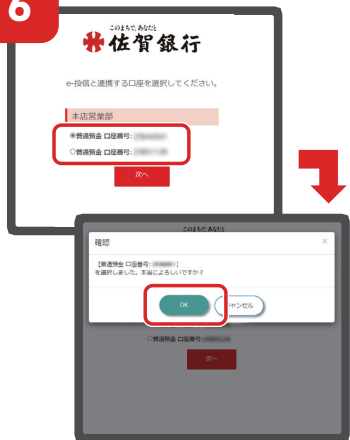 6
このまちで、あなたと
佐賀銀行
e-投信と連携する口座を選択してください。
本店営業部
普通預金 口座番号:
普通預金 口座番号:
次へ
このまちで、あなたと
確認
×
【普通預金 口座番号:
】
を選択しました。本当によろしいですか?
OK
キャンセル
普通預金 口座番号:
次へ